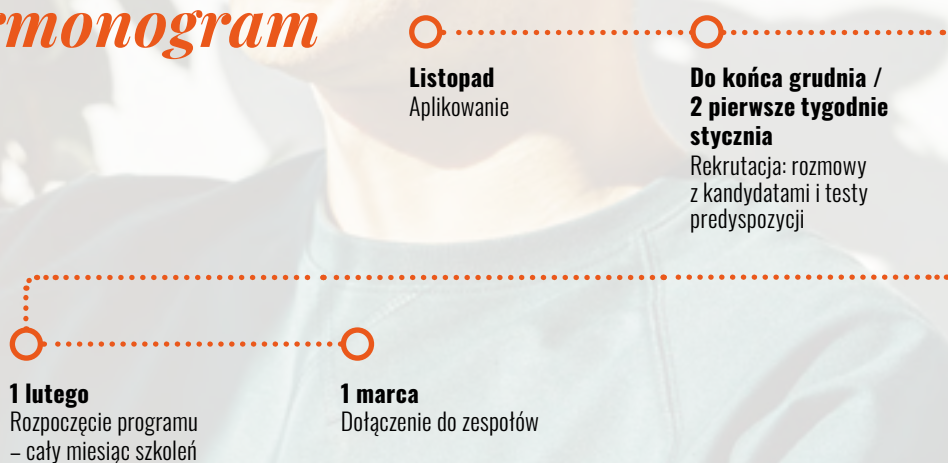 rmonogram
Listopad
Aplikowanie
Do końca grudnia /
2 pierwsze tygodnie
stycznia
Rekrutacja: rozmowy
z kandydatami i testy
predyspozycji
1 lutego
Rozpoczęcie programu
– cały miesiąc szkoleń
1 marca
Dołączenie do zespołów